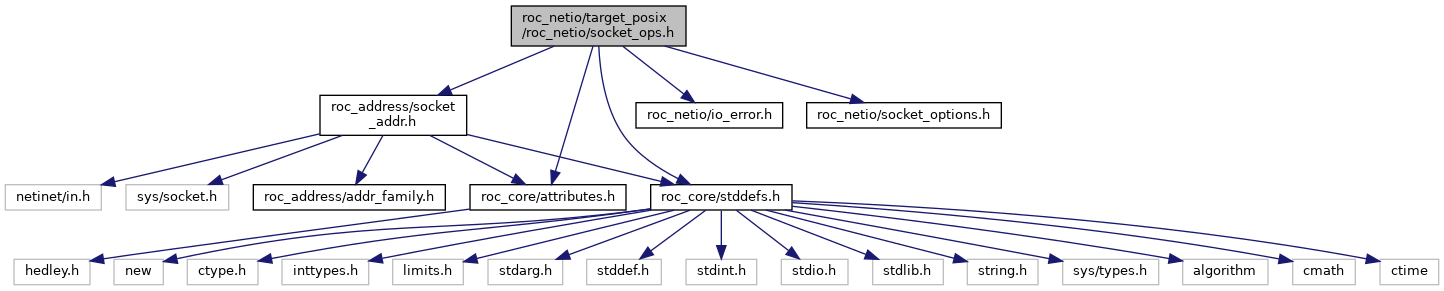 roc_netio/target_posix
/roc_netio/socket_ops.h
roc_address/socket
_addr.h
roc_netio/io_error.h
roc_netio/socket_options.h
netinet/in.h
sys/socket.h
roc_address/addr_family.h
roc_core/attributes.h
roc_core/stddefs.h
hedley.h
new
ctype.h
inttypes.h
limits.h
stdarg.h
stddef.h
stdint.h
stdio.h
stdlib.h
string.h
sys/types.h
algorithm
cmath
ctime